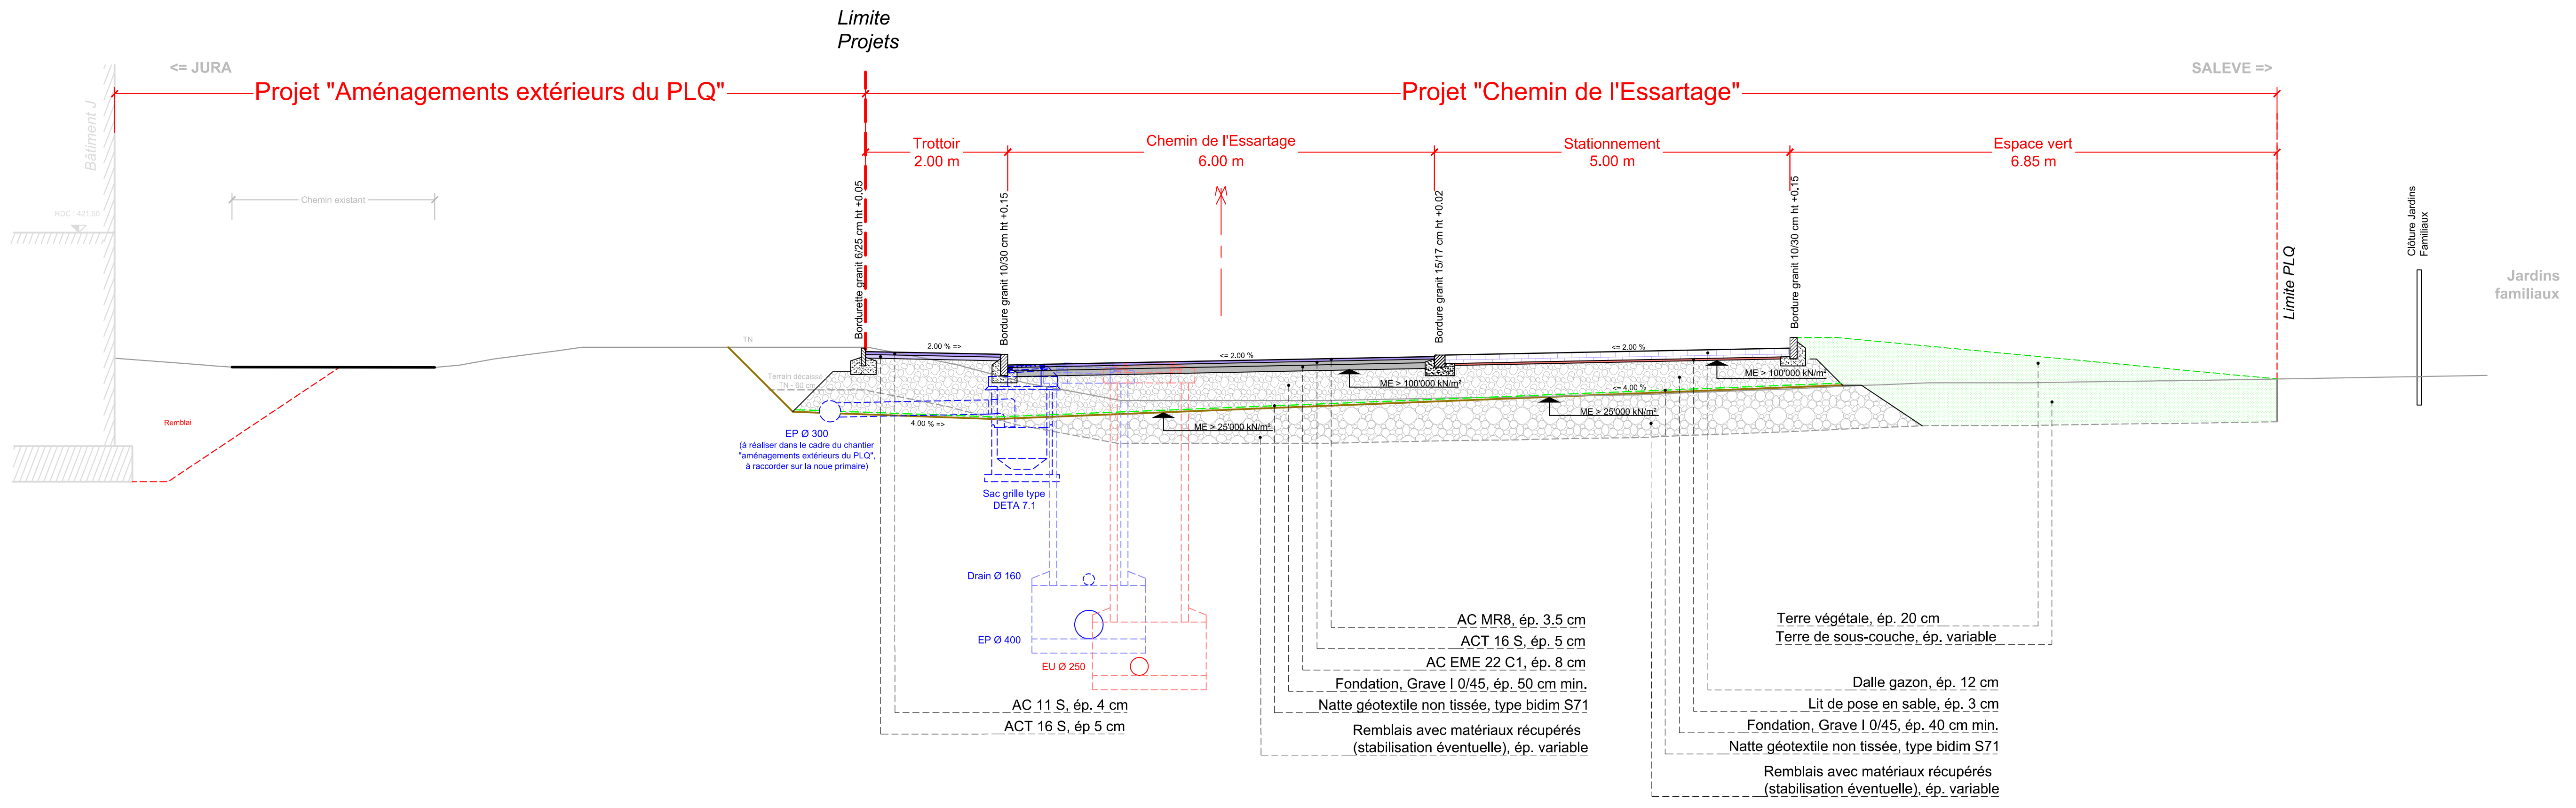 Limite
Projets
<= JURA
SALEVE =>
Projet "Aménagements extérieurs du PLQ"
Projet "Chemin de l'Essartage"
Bâtiment J
Trottoir
2.00 m
Chemin de l'Essartage
6.00 m
Stationnement
5.00 m
Espace vert
6.85 m
Chemin existant
RDC : 421,50
Bordurette granit 6/25 cm ht +0.05
Bordure granit 10/30 cm ht +0.15
Bordure granit 15/17 cm ht +0.02
Bordure granit 10/30 cm ht +0.15
Limite PLQ
Clôture Jardins
Familiaux
Jardins
familiaux
TN
2.00 % =>
<= 2.00 %
<= 2.00 %
Terrain décaissé
TN - 60 cm
ME > 100'000 kN/m²
ME > 100'000 kN/m²
<= 4.00 %
ME > 25'000 kN/m²
ME > 25'000 kN/m²
4.00 % =>
Remblai
EP Ø 300
(à réaliser dans le cadre du chantier
"aménagements extérieurs du PLQ",
à raccorder sur la noue primaire)
Sac grille type
DETA 7.1
Drain Ø 160
EP Ø 400
EU Ø 250
AC 11 S, ép. 4 cm
ACT 16 S, ép 5 cm
AC MR8, ép. 3.5 cm
ACT 16 S, ép. 5 cm
AC EME 22 C1, ép. 8 cm
Fondation, Grave I 0/45, ép. 50 cm min.
Natte géotextile non tissée, type bidim S71
Remblais avec matériaux récupérés
(stabilisation éventuelle), ép. variable
Terre végétale, ép. 20 cm
Terre de sous-couche, ép. variable
Dalle gazon, ép. 12 cm
Lit de pose en sable, ép. 3 cm
Fondation, Grave I 0/45, ép. 40 cm min.
Natte géotextile non tissée, type bidim S71
Remblais avec matériaux récupérés
(stabilisation éventuelle), ép. variable